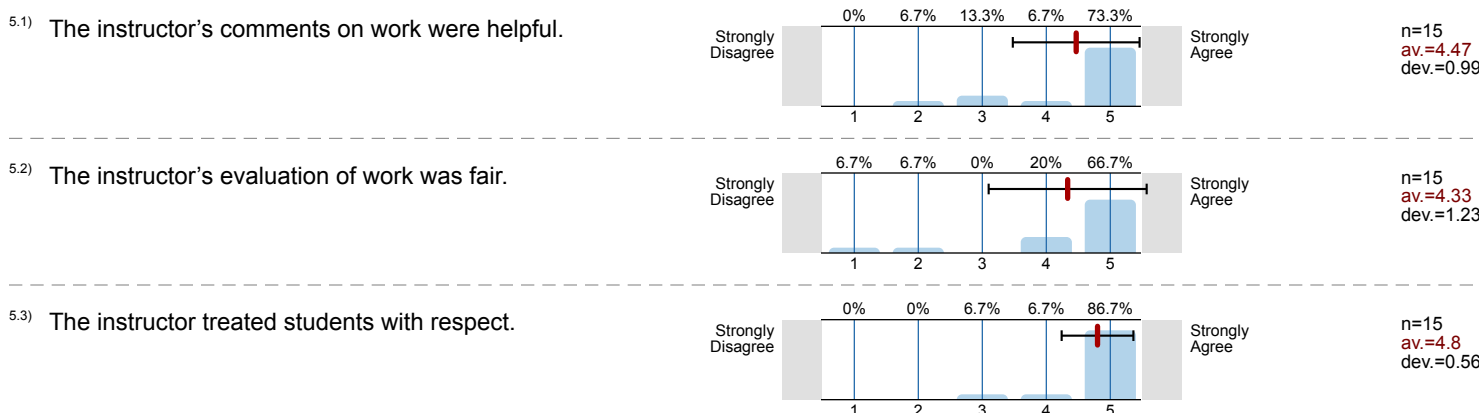 5.1) The instructor's comments on work were helpful.
0% 6.7% 13.3% 6.7% 73.3%
Strongly Disagree
Strongly Agree
1 2 3 4 5
n=15
av.=4.47
dev.=0.99
5.2) The instructor's evaluation of work was fair.
6.7% 6.7% 0% 20% 66.7%
Strongly Disagree
Strongly Agree
1 2 3 4 5
n=15
av.=4.33
dev.=1.23
5.3) The instructor treated students with respect.
0% 0% 6.7% 6.7% 86.7%
Strongly Disagree
Strongly Agree
1 2 3 4 5
n=15
av.=4.8
dev.=0.56